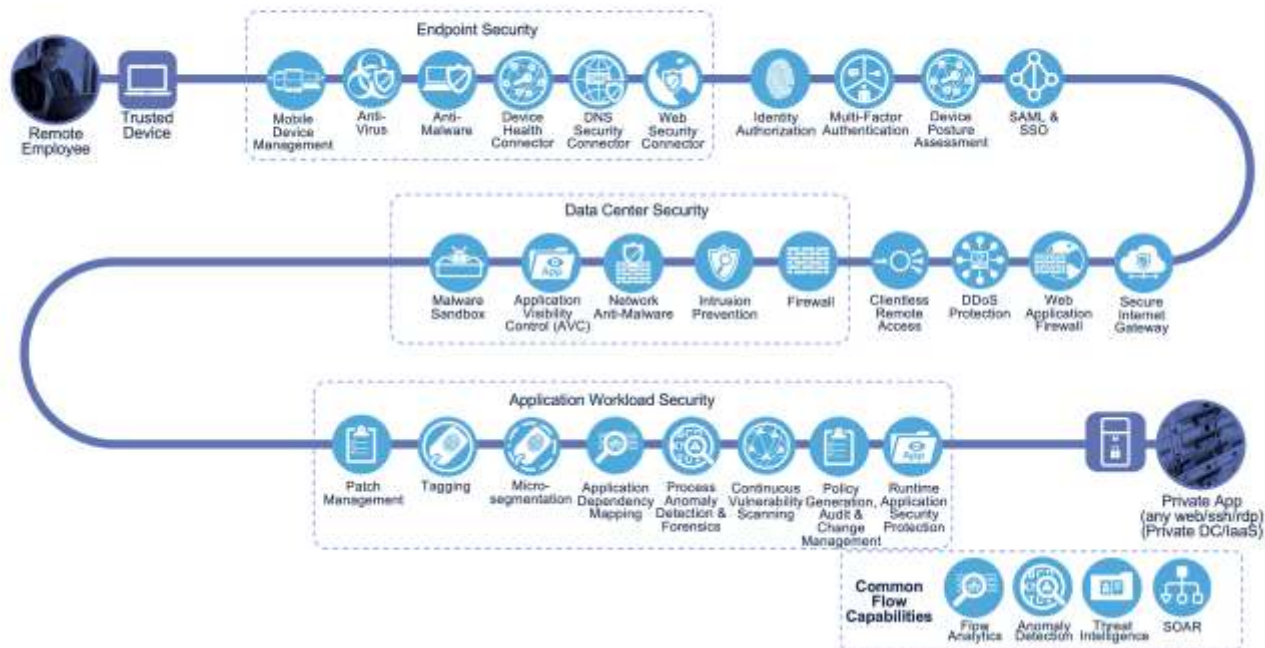 Endpoint Security
Remote
Employee
Trusted
Device
Mobile
Device
Management
Anti-
Virus
Anti-
Malware
Device
Health
Connector
DNS
Security
Connector
Web
Security
Connector
Identity
Authorization
Multi-Factor
Authentication
Device
Posture
Assessment
SAML &
SSO
Data Center Security
Malware
Sandbox
App
Application
Visibility
Control (AVC)
Network
Anti-Malware
Intrusion
Prevention
Firewall
Clientless
Remote
Access
DDoS
Protection
Web
Application
Firewall
Secure
Internet
Gateway
Application Workload Security
Patch
Management
Tagging
Micro-
segmentation
Application
Dependency
Mapping
Process
Anomaly
Detection &
Forensics
Continuous
Vulnerability
Scanning
Policy
Generation,
Audit &
Change
Management
App
Runtime
Application
Security
Protection
Private App
(any web/ssh/rdp)
(Private DC/IaaS)
Common
Flow
Capabilities
Flow
Analytics
Anomaly
Detection
Threat
Intelligence
SOAR